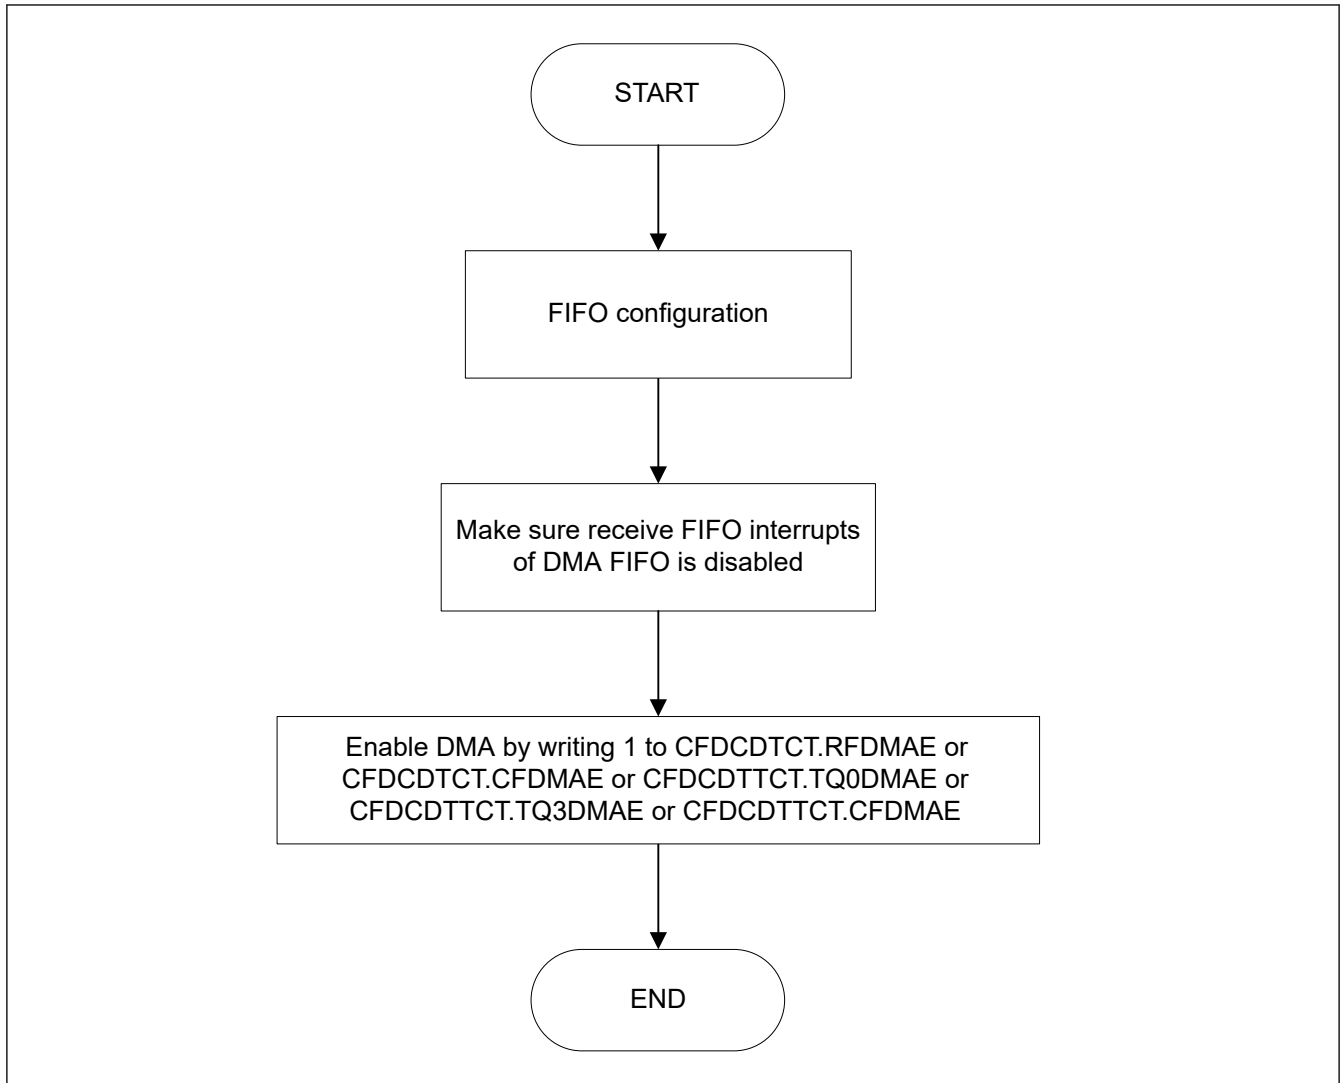 START
FIFO configuration
Make sure receive FIFO interrupts
of DMA FIFO is disabled
Enable DMA by writing 1 to CFDCDTCT.RFDMAE or
CFDCDTCT.CFDMAE or CFDCDTTCT.TQ0DMAE or
CFDCDTTCT.TQ3DMAE or CFDCDTTCT.CFDMAE
END